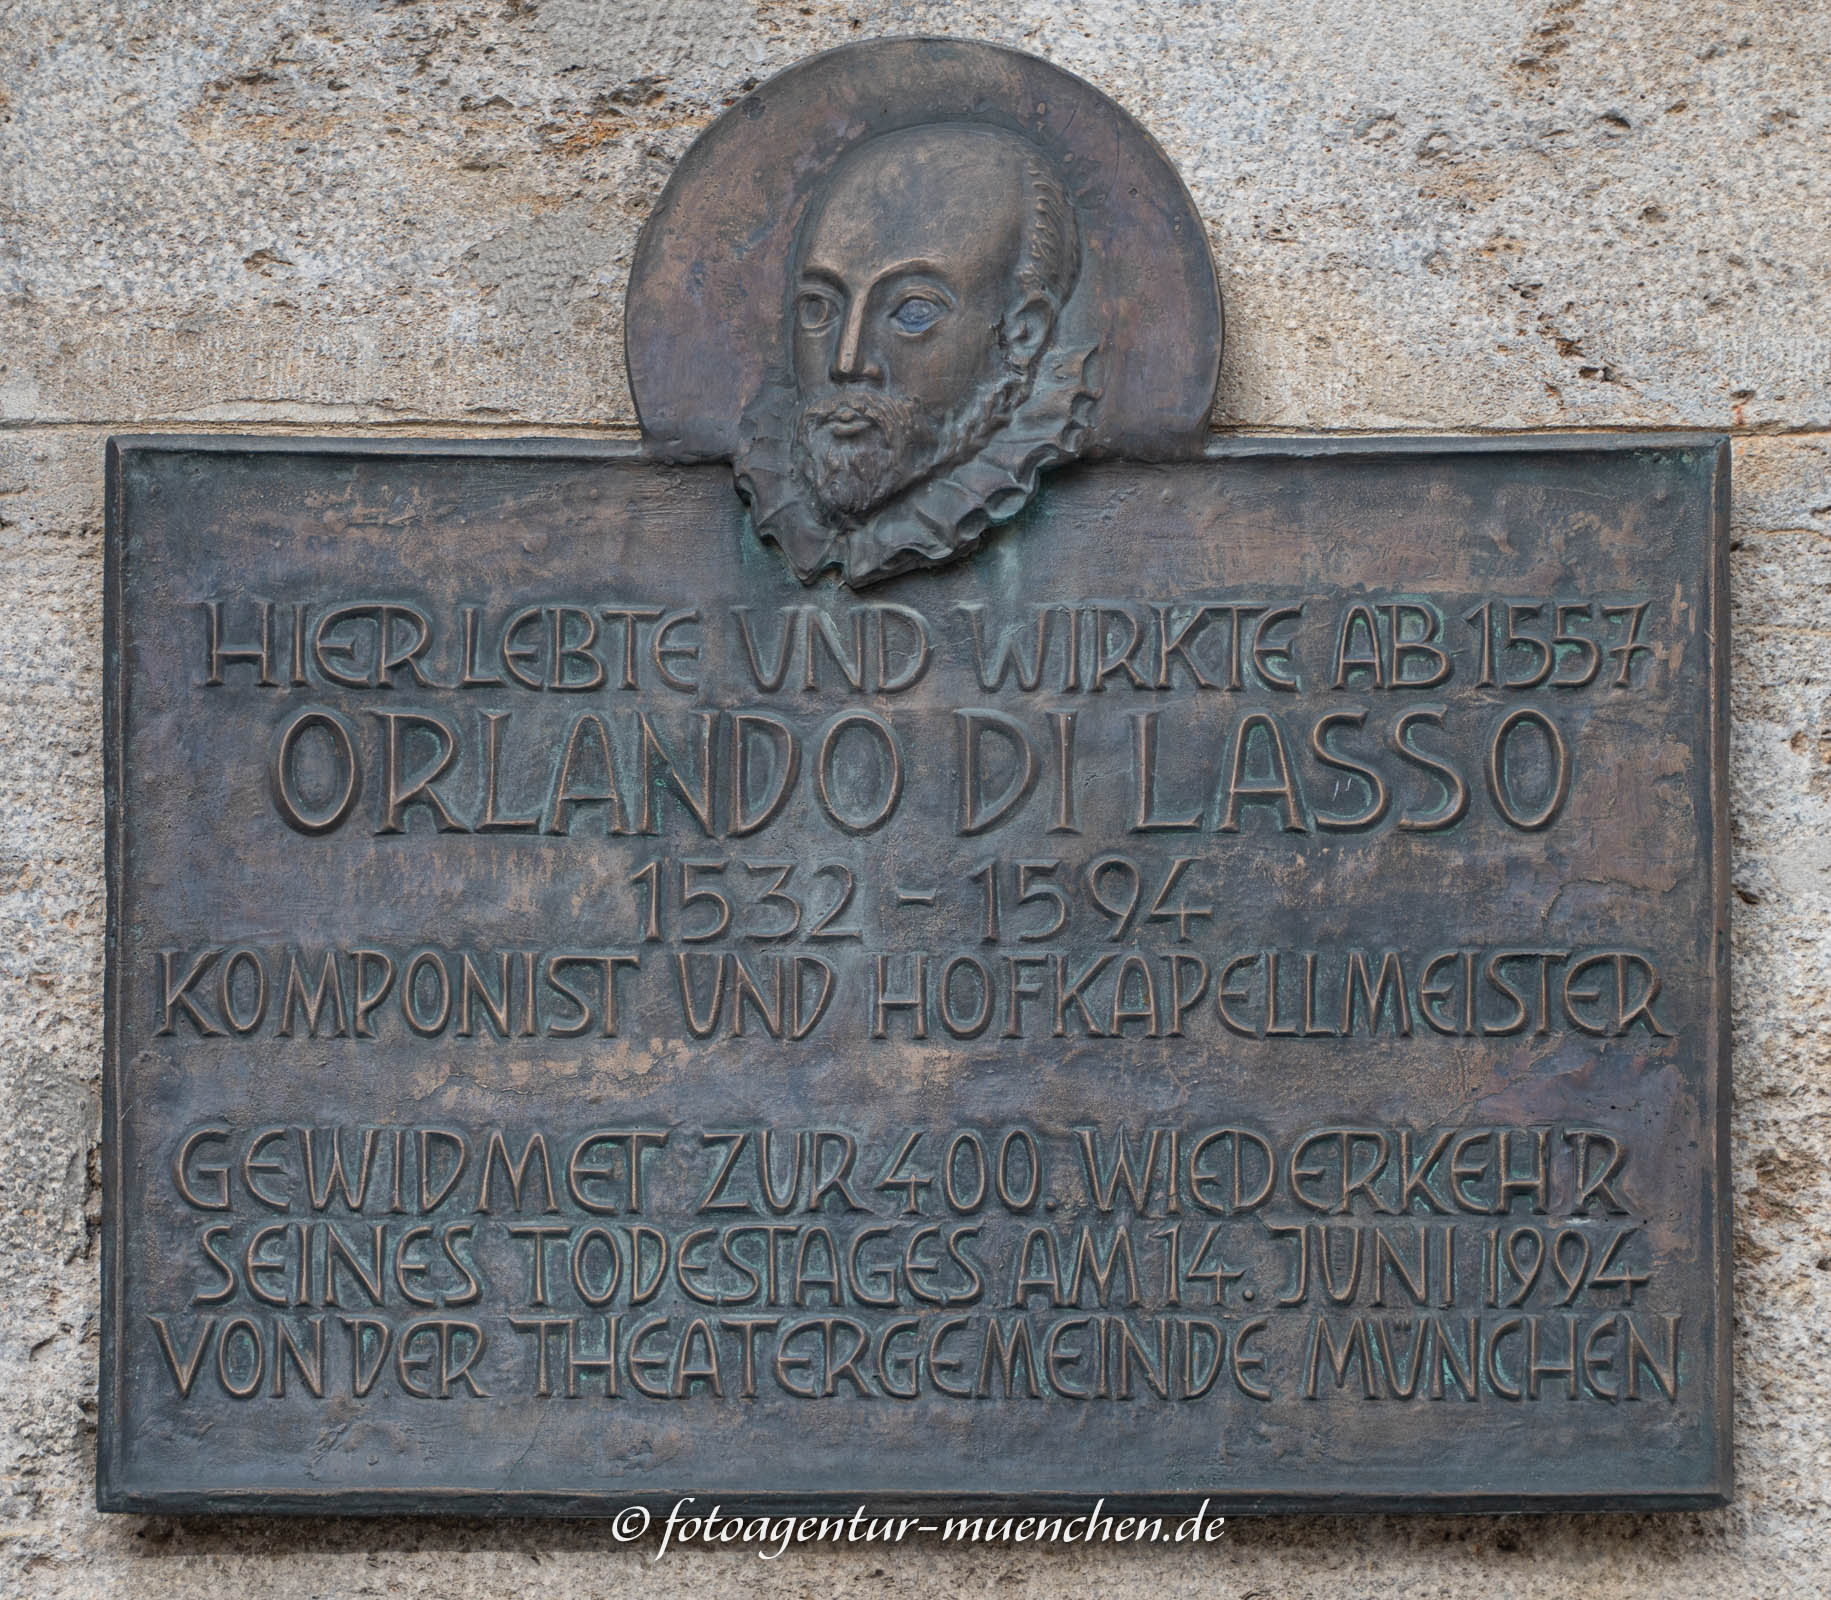 HIER LEBTE UND WIRKTE AB 1557
ORLANDO DI LASSO
1532 - 1594
KOMPONIST UND HOFKAPELLMEISTER
GEWIDMET ZUR 400. WIEDERKEHR
SEINES TODESTAGES AM 14. JUNI 1994
VON DER THEATERGEMEINDE MÜNCHEN
© fotoagentur-muenchen.de